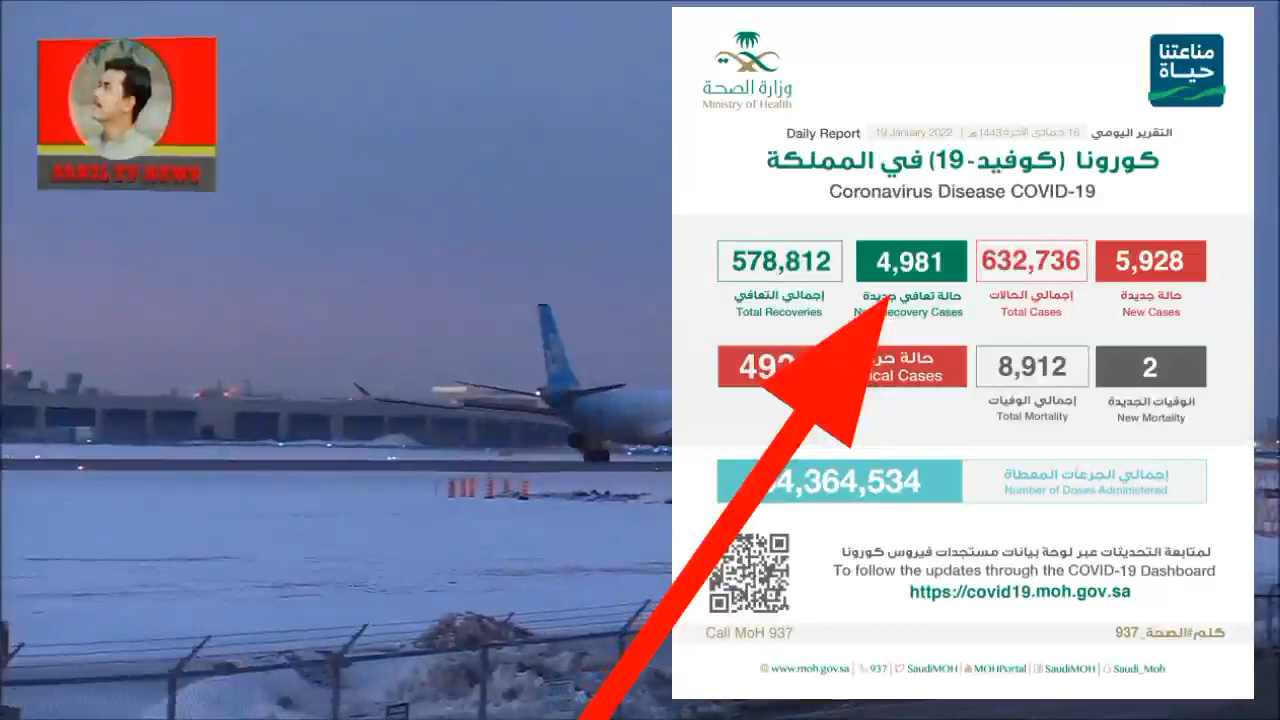 وزارة الصحة
Ministry of Health
مناعتنا
حياة
Daily Report 19 January 2022 | 16 جمادى الآخرة 1443هـ التقرير اليومي
كورونا (كوفيد-19) في المملكة
Coronavirus Disease COVID-19
578,812 4,981 632,736 5,928
إجمالي التعافي حالة تعافي جديدة إجمالي الحالات حالة جديدة
Total Recoveries Recovery Cases Total Cases New Cases
حالة 8,912 2
Cases
إجمالي الوفيات الوفيات الجديدة
Total Mortality New Mortality
4,364,534 إجمالي الجرعات المعطاة
Number of Doses Administered
لمتابعة التحديثات عبر لوحة بيانات مستجدات فيروس كورونا
To follow the updates through the COVID-19 Dashboard
https://covid19.moh.gov.sa
Call MoH 937 كلم#الصحة_937
www.moh.gov.sa | 937 | SaudiMOH | MOHPortal | SaudiMOH | Saudi_Moh
TV NEWS